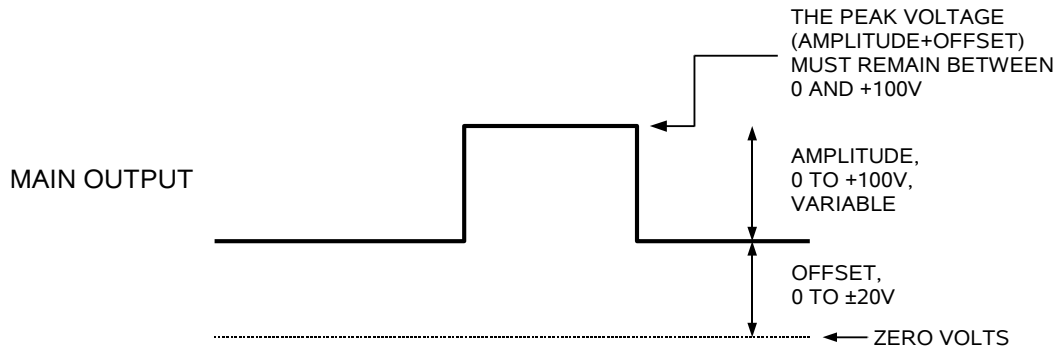 THE PEAK VOLTAGE
(AMPLITUDE+OFFSET)
MUST REMAIN BETWEEN
0 AND +100V
MAIN OUTPUT
AMPLITUDE,
0 TO +100V,
VARIABLE
OFFSET,
0 TO ±20V
ZERO VOLTS